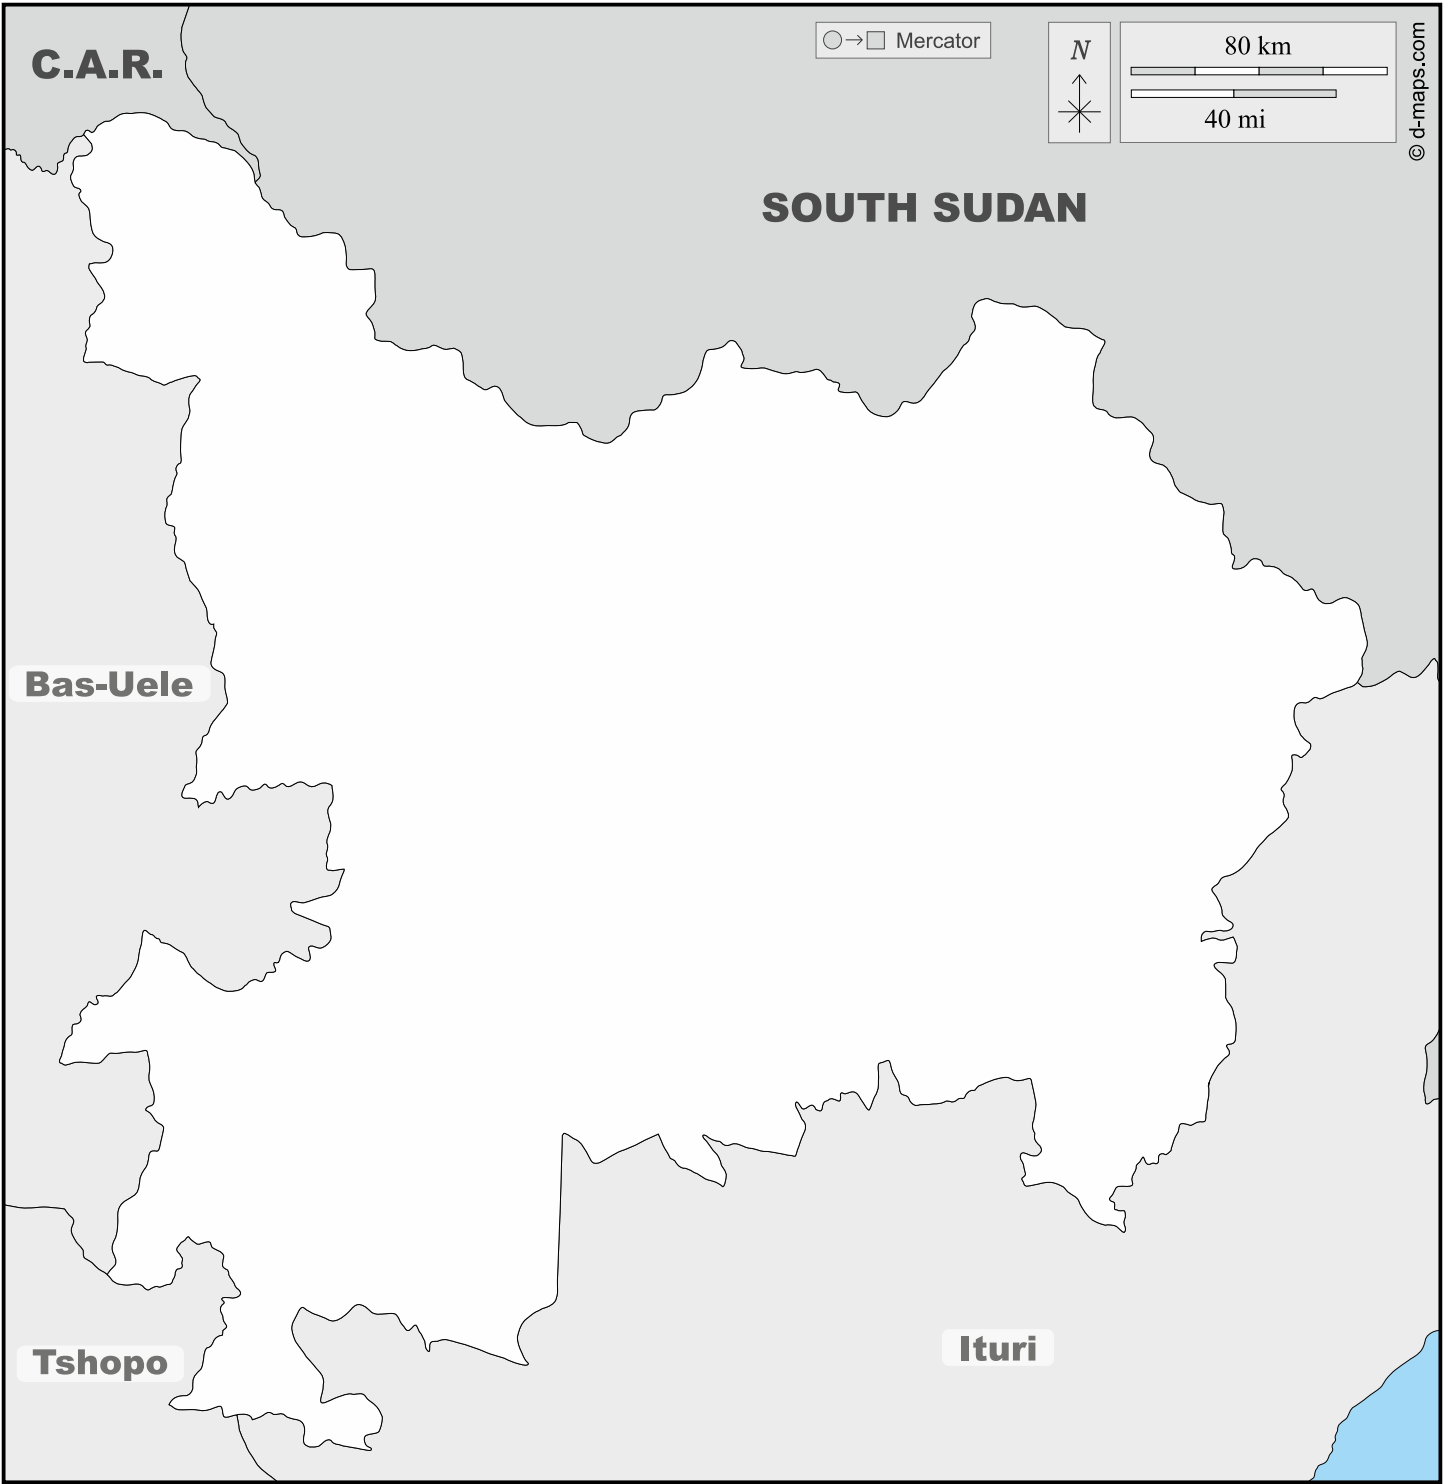 C.A.R.
Mercator
N
80 km
40 mi
© d-maps.com
SOUTH SUDAN
Bas-Uele
Tshopo
Ituri